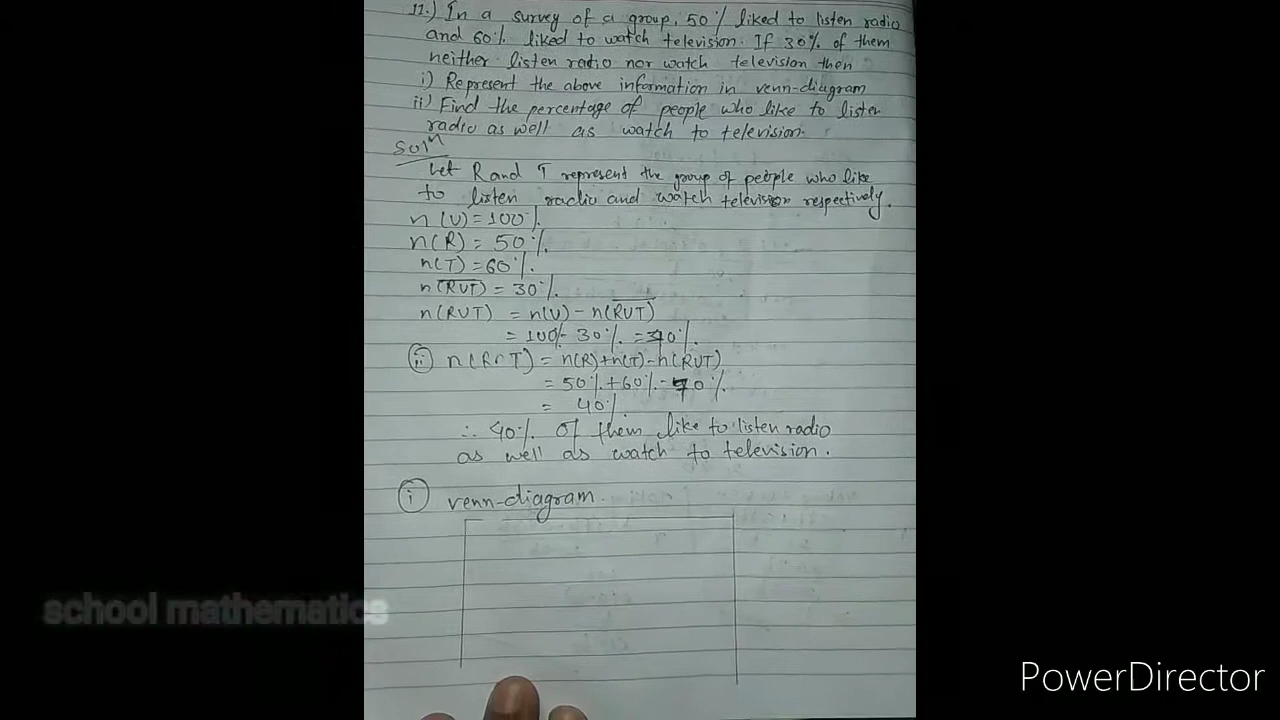 11.) In a survey of a group, 50% liked to listen radio
and 60% liked to watch television. If 30% of them
neither listen radio nor watch television then
i) Represent the above information in venn-diagram
ii) Find the percentage of people who like to listen
radio as well as watch to television.
Solⁿ
Let R and T represent the group of people who like
to listen radio and watch television respectively.
n(U) = 100%.
n(R) = 50%.
n(T) = 60%.
n(R∪T)̅ = 30%.
n(R∪T) = n(U) - n(R∪T)̅
= 100% - 30% = 70%.
ii n(R∩T) = n(R)+n(T)-n(R∪T)
= 50%+60%-70%.
= 40%
∴ 40% of them like to listen radio
as well as watch to television.
i venn-diagram.
school mathematics
PowerDirector